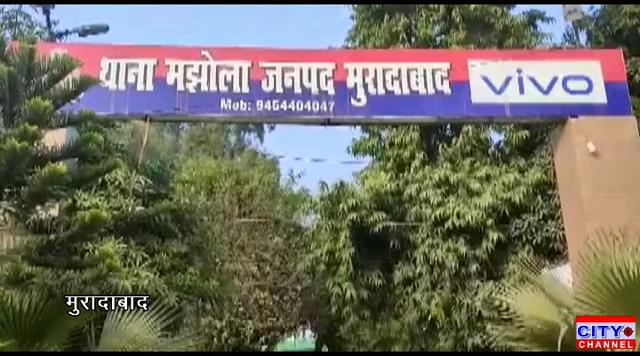 थाना मझोला जनपद मुरादाबाद
Mob: 9454404047
vivo
मुरादाबाद
CITY
CHANNEL